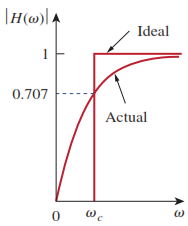 |H(ω)|
Ideal
1
0.707
Actual
0
ω_c
ω